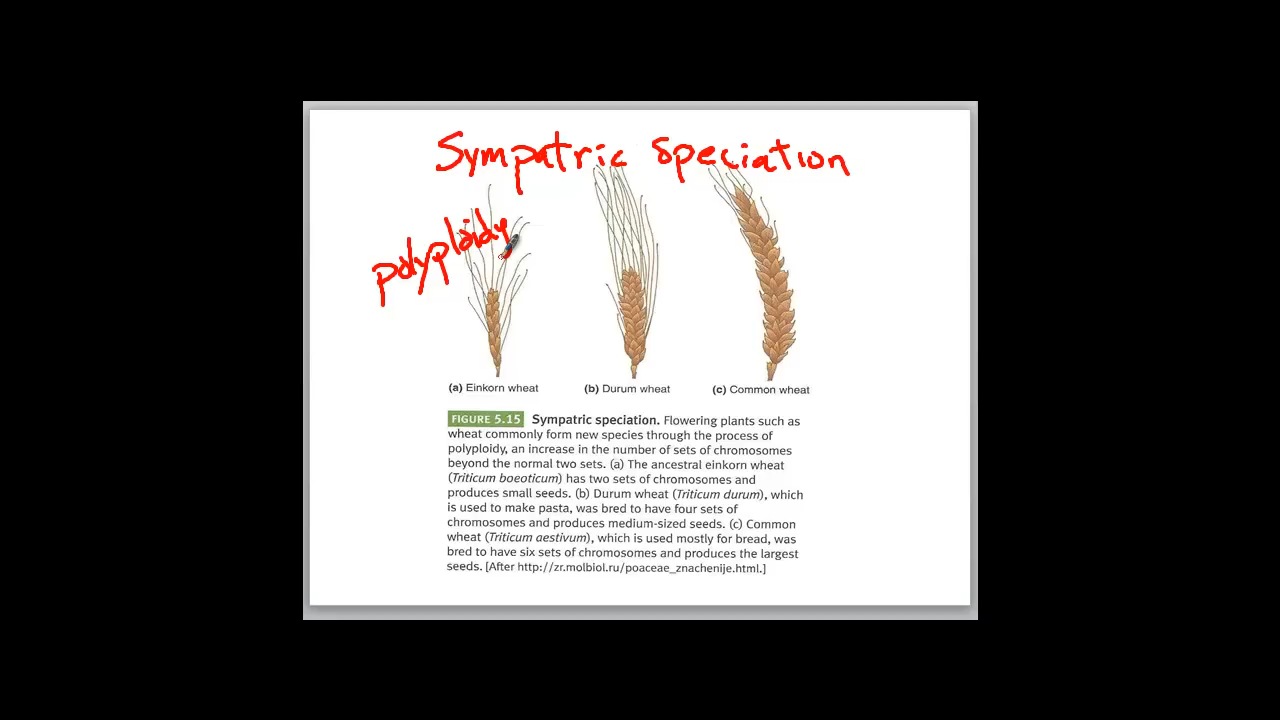 Sympatric speciation
polyploidy
(a) Einkorn wheat
(b) Durum wheat
(c) Common wheat
FIGURE 5.15 Sympatric speciation. Flowering plants such as
wheat commonly form new species through the process of
polyploidy, an increase in the number of sets of chromosomes
beyond the normal two sets. (a) The ancestral einkorn wheat
(Triticum boeoticum) has two sets of chromosomes and
produces small seeds. (b) Durum wheat (Triticum durum), which
is used to make pasta, was bred to have four sets of
chromosomes and produces medium-sized seeds. (c) Common
wheat (Triticum aestivum), which is used mostly for bread, was
bred to have six sets of chromosomes and produces the largest
seeds. [After http://zr.molbiol.ru/poaceae_znachenije.html.]